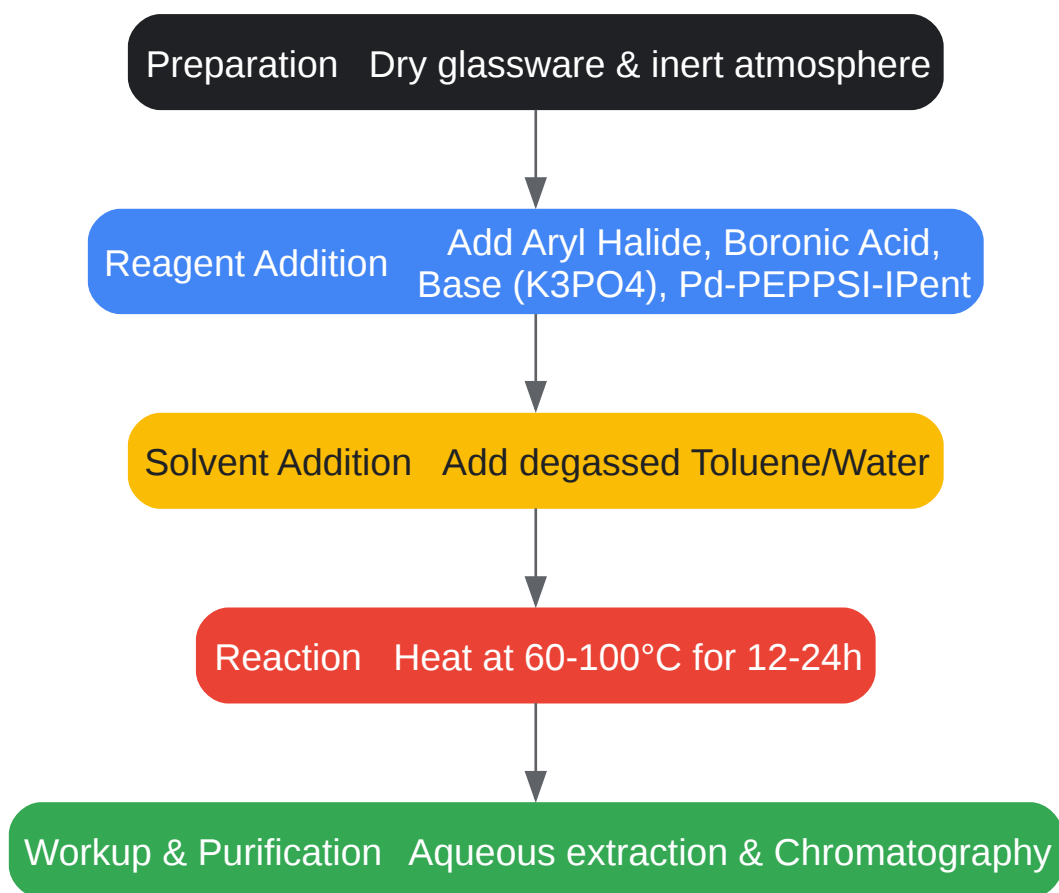 Preparation Dry glassware & inert atmosphere
Reagent Addition
Add Aryl Halide, Boronic Acid,
Base (K3PO4), Pd-PEPPSI-IPent
Solvent Addition Add degassed Toluene/Water
Reaction Heat at 60-100°C for 12-24h
Workup & Purification Aqueous extraction & Chromatography